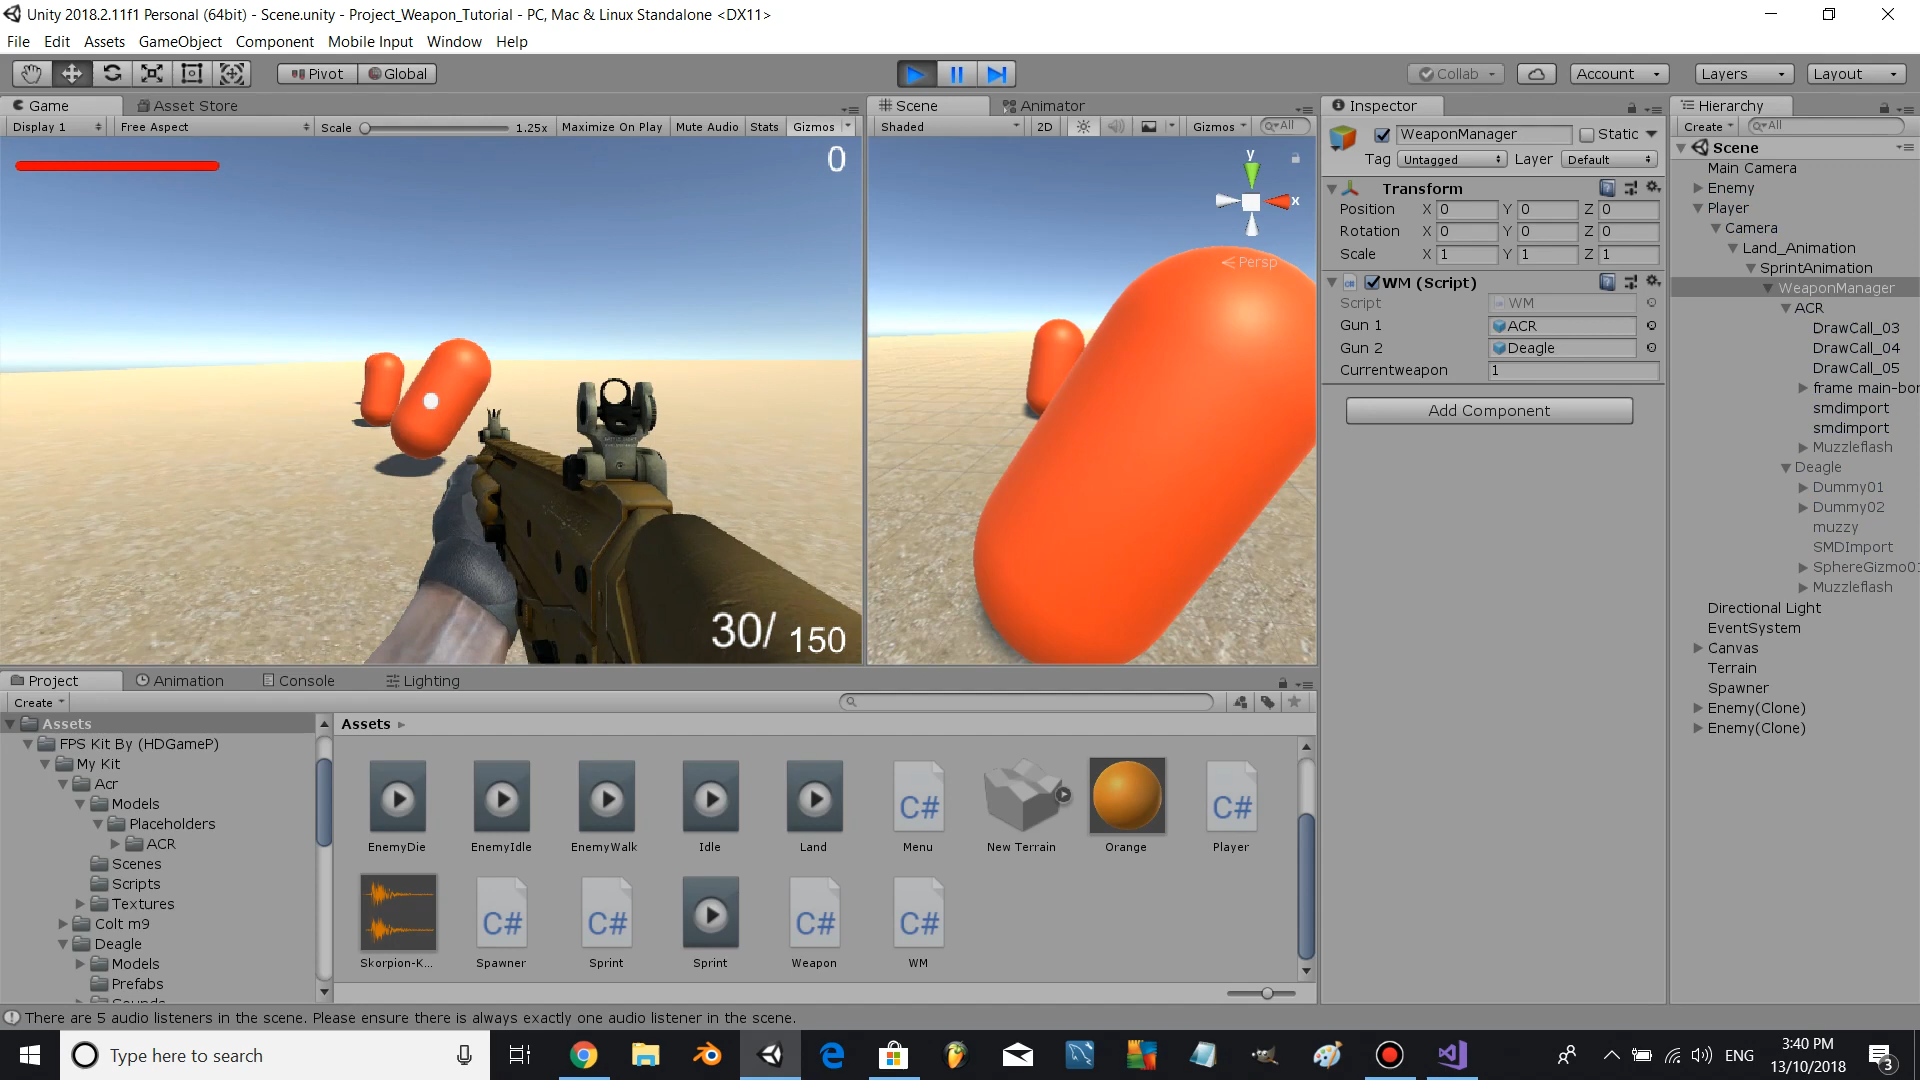 Unity 2018.2.11f1 Personal (64bit) - Scene.unity - Project_Weapon_Tutorial - PC, Mac & Linux Standalone <DX11>
File Edit Assets GameObject Component Mobile Input Window Help
Pivot Global Collab Account Layers Layout
Game Asset Store
Display 1 Free Aspect Scale 1.25x Maximize On Play Mute Audio Stats Gizmos
0
30/ 150
Scene Animator
Shaded 2D Gizmos All
y
x
Persp
Inspector
WeaponManager Static
Tag Untagged Layer Default
Transform
Position X 0 Y 0 Z 0
Rotation X 0 Y 0 Z 0
Scale X 1 Y 1 Z 1
WM (Script)
Script WM
Gun 1 ACR
Gun 2 Deagle
Currentweapon 1
Add Component
Hierarchy
Create All
Scene
Main Camera
Enemy
Player
Camera
Land_Animation
SprintAnimation
WeaponManager
ACR
DrawCall_03
DrawCall_04
DrawCall_05
frame main-bor
smdimport
smdimport
Muzzleflash
Deagle
Dummy01
Dummy02
muzzy
SMDImport
SphereGizmo01
Muzzleflash
Directional Light
EventSystem
Canvas
Terrain
Spawner
Enemy(Clone)
Enemy(Clone)
Project Animation Console Lighting
Create
Assets
FPS Kit By (HDGameP)
My Kit
Acr
Models
Placeholders
ACR
Scenes
Scripts
Textures
Colt m9
Deagle
Models
Prefabs
Assets
EnemyDie EnemyIdle EnemyWalk Idle Land Menu New Terrain Orange Player
C# C#
Skorpion-K... Spawner Sprint Sprint Weapon WM
C# C# C# C#
There are 5 audio listeners in the scene. Please ensure there is always exactly one audio listener in the scene.
Type here to search
ENG
3:40 PM
13/10/2018
3